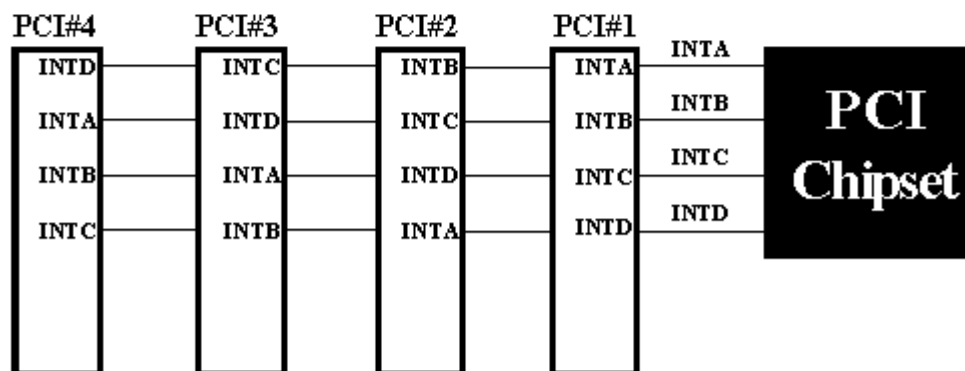 PCI#4 PCI#3 PCI#2 PCI#1
INTA
INTD INTC INTB INTA
INTB
INTA INTD INTC INTB
INTC
INTB INTA INTD INTC
INTD
INTC INTB INTA INTD
PCI
Chipset